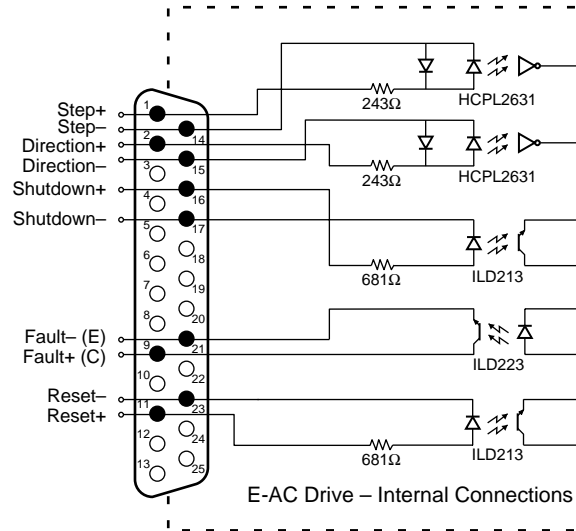 Step+
Step–
Direction+
Direction–
Shutdown+
Shutdown–
Fault– (E)
Fault+ (C)
Reset–
Reset+
1
14
2
15
3
16
4
17
5
18
6
19
7
20
8
21
9
22
10
23
11
24
12
25
13
243Ω
HCPL2631
243Ω
HCPL2631
681Ω
ILD213
ILD223
681Ω
ILD213
E-AC Drive – Internal Connections